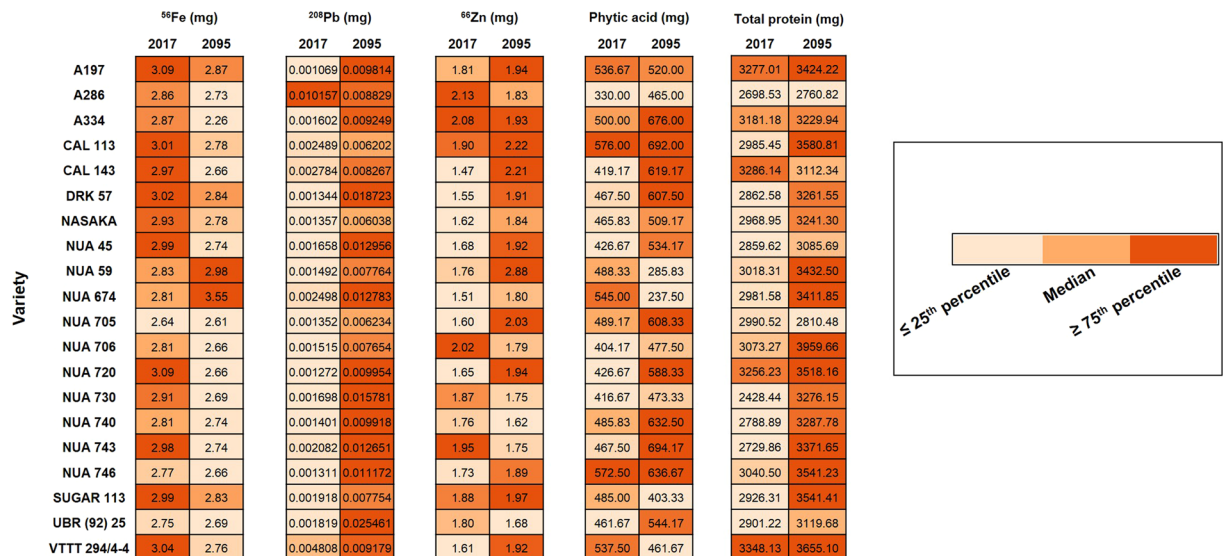 ⁵⁶Fe (mg) ²⁰⁸Pb (mg) ⁶⁶Zn (mg) Phytic acid (mg) Total protein (mg)
2017 2095 2017 2095 2017 2095 2017 2095 2017 2095
Variety
A197 3.09 2.87 0.001069 0.009814 1.81 1.94 536.67 520.00 3277.01 3424.22
A286 2.86 2.73 0.010157 0.008829 2.13 1.83 330.00 465.00 2698.53 2760.82
A334 2.87 2.26 0.001602 0.009249 2.08 1.93 500.00 676.00 3181.18 3229.94
CAL 113 3.01 2.78 0.002489 0.006202 1.90 2.22 576.00 692.00 2985.45 3580.81
CAL 143 2.97 2.66 0.002784 0.008267 1.47 2.21 419.17 619.17 3286.14 3112.34
DRK 57 3.02 2.84 0.001344 0.018723 1.55 1.91 467.50 607.50 2862.58 3261.55
NASAKA 2.93 2.78 0.001357 0.006038 1.62 1.84 465.83 509.17 2968.95 3241.30
NUA 45 2.99 2.74 0.001658 0.012956 1.68 1.92 426.67 534.17 2859.62 3085.69
NUA 59 2.83 2.98 0.001492 0.007764 1.76 2.88 488.33 285.83 3018.31 3432.50
NUA 674 2.81 3.55 0.002498 0.012783 1.51 1.80 545.00 237.50 2981.58 3411.85
NUA 705 2.64 2.61 0.001352 0.006234 1.60 2.03 489.17 608.33 2990.52 2810.48
NUA 706 2.81 2.66 0.001515 0.007654 2.02 1.79 404.17 477.50 3073.27 3959.66
NUA 720 3.09 2.66 0.001272 0.009954 1.65 1.94 426.67 588.33 3256.23 3518.16
NUA 730 2.91 2.69 0.001698 0.015781 1.87 1.75 416.67 473.33 2428.44 3276.15
NUA 740 2.81 2.74 0.001401 0.009918 1.76 1.62 485.83 632.50 2788.89 3287.78
NUA 743 2.98 2.74 0.002082 0.012651 1.95 1.75 467.50 694.17 2729.86 3371.65
NUA 746 2.77 2.66 0.001311 0.011172 1.73 1.89 572.50 636.67 3040.50 3541.23
SUGAR 113 2.99 2.83 0.001918 0.007754 1.88 1.97 485.00 403.33 2926.31 3541.41
UBR (92) 25 2.75 2.69 0.001819 0.025461 1.80 1.68 461.67 544.17 2901.22 3119.68
VTTT 294/4-4 3.04 2.76 0.004808 0.009179 1.61 1.92 537.50 461.67 3348.13 3655.10
≤ 25th percentile
Median
≥ 75th percentile